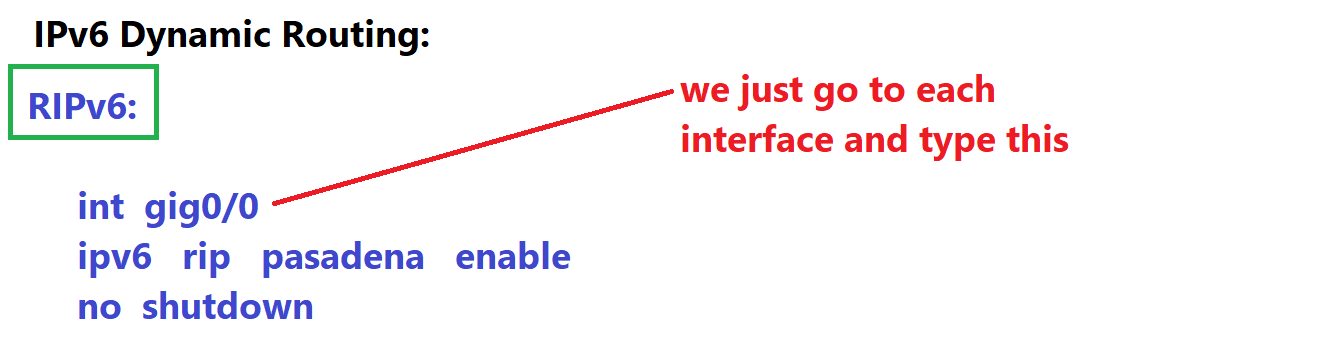 IPv6 Dynamic Routing:
RIPv6:
we just go to each
interface and type this
int gig0/0
ipv6 rip pasadena enable
no shutdown